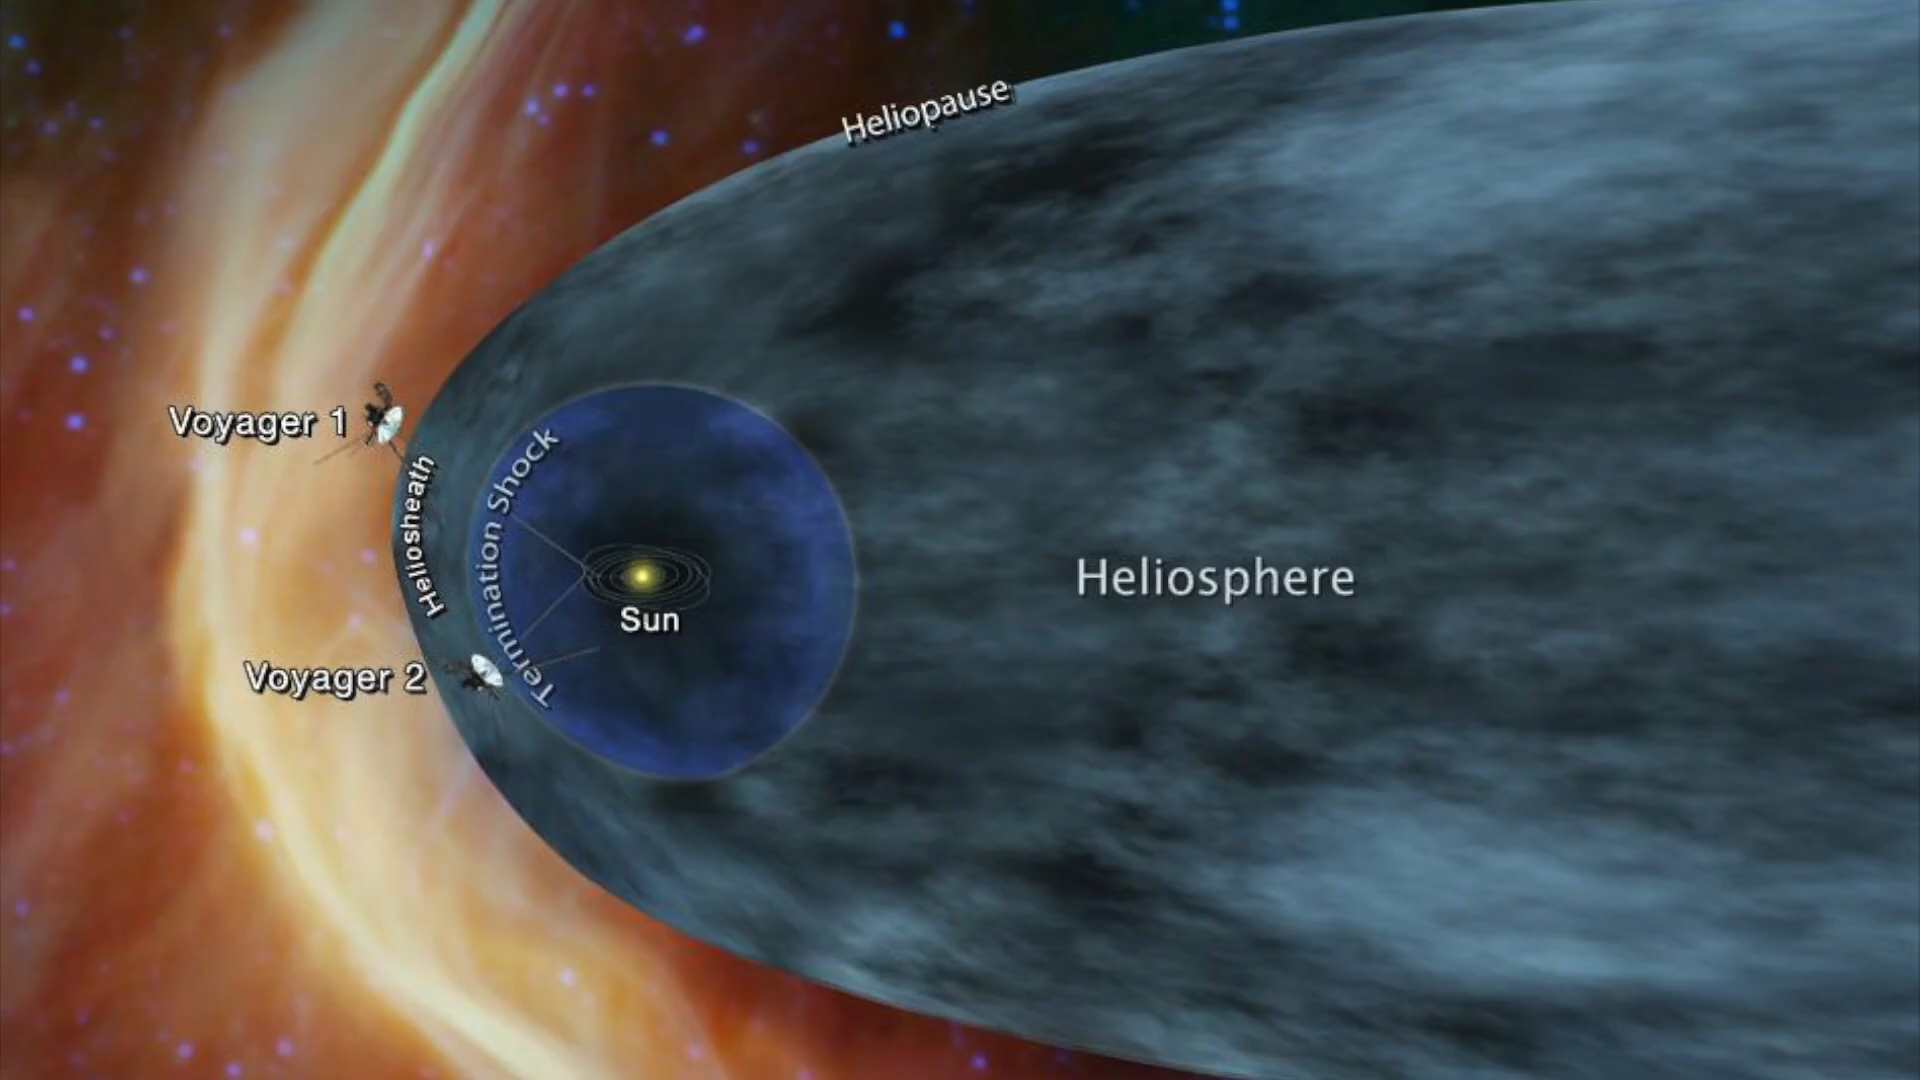 Heliopause
Voyager 1
Heliosheath
Termination Shock
Heliosphere
Sun
Voyager 2